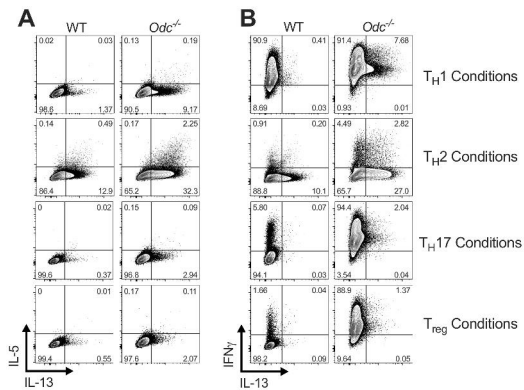 A
B
WT
Odc-/-
WT
Odc-/-
0.02 0.03 0.13 0.19 90.9 0.41 91.4 7.68
TH1 Conditions
98.6 1.37 90.5 9.17 8.69 0.03 0.93 0.01
0.14 0.49 0.17 2.25 0.91 0.20 4.49 2.82
TH2 Conditions
86.4 12.9 65.2 32.3 88.8 10.1 65.7 27.0
0 0.02 0.15 0.09 5.80 0.07 94.4 2.04
TH17 Conditions
99.6 0.37 96.8 2.94 94.1 0.03 3.54 0.04
0 0.01 0.17 0.11 1.66 0.04 88.9 1.37
Treg Conditions
99.4 0.55 97.6 2.07 98.2 0.09 9.64 0.05
IL-5
IL-13
IFNγ
IL-13